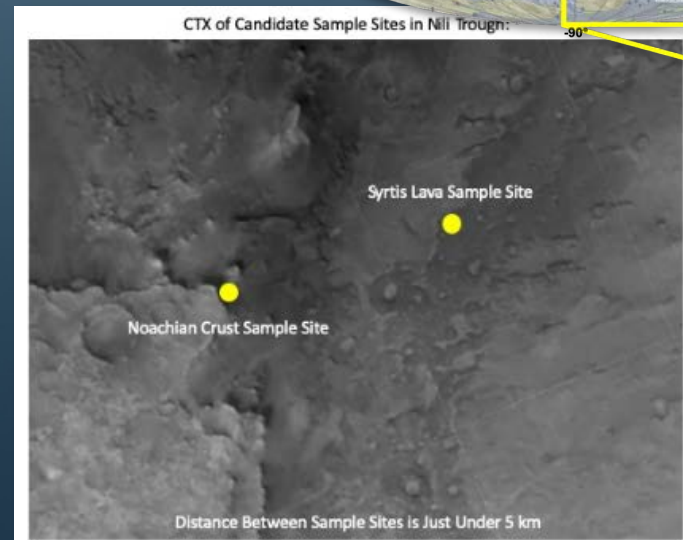 CTX of Candidate Sample Sites in Nili Trough:
-90°
Syrtis Lava Sample Site
Noachian Crust Sample Site
Distance Between Sample Sites is Just Under 5 km